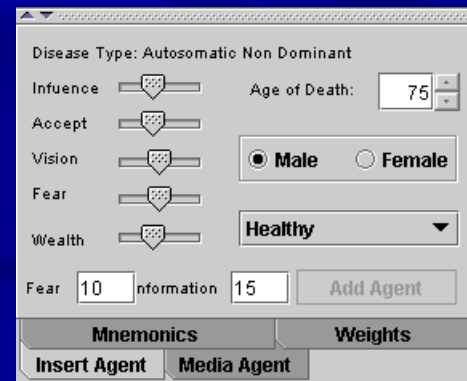 Disease Type: Autosomatic Non Dominant
Infuence Age of Death: 75
Accept
Vision Male Female
Fear
Wealth Healthy
Fear 10 nformation 15 Add Agent
Mnemonics Weights
Insert Agent Media Agent